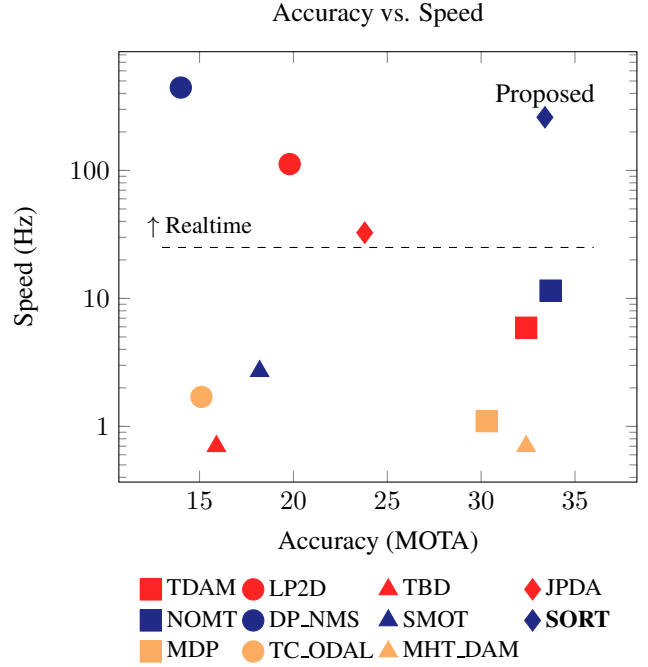 Accuracy vs. Speed
Proposed
100
↑ Realtime
10
1
Speed (Hz)
15 20 25 30 35
Accuracy (MOTA)
TDAM LP2D TBD JPDA
NOMT DP_NMS SMOT SORT
MDP TC_ODAL MHT_DAM